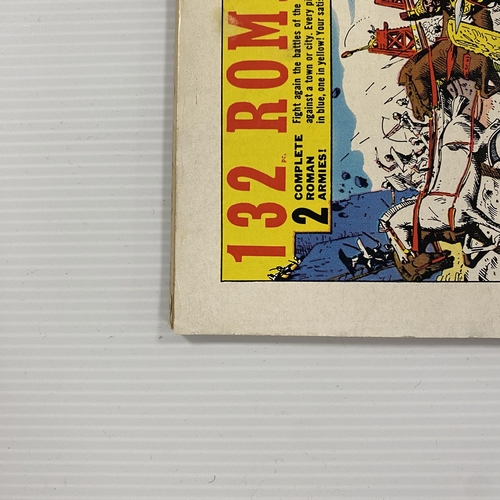 132 ROM
pc.
2 COMPLETE
ROMAN
ARMIES!
Fight again the battles of the
against a town or city. Every
in blue, one in yellow! Your